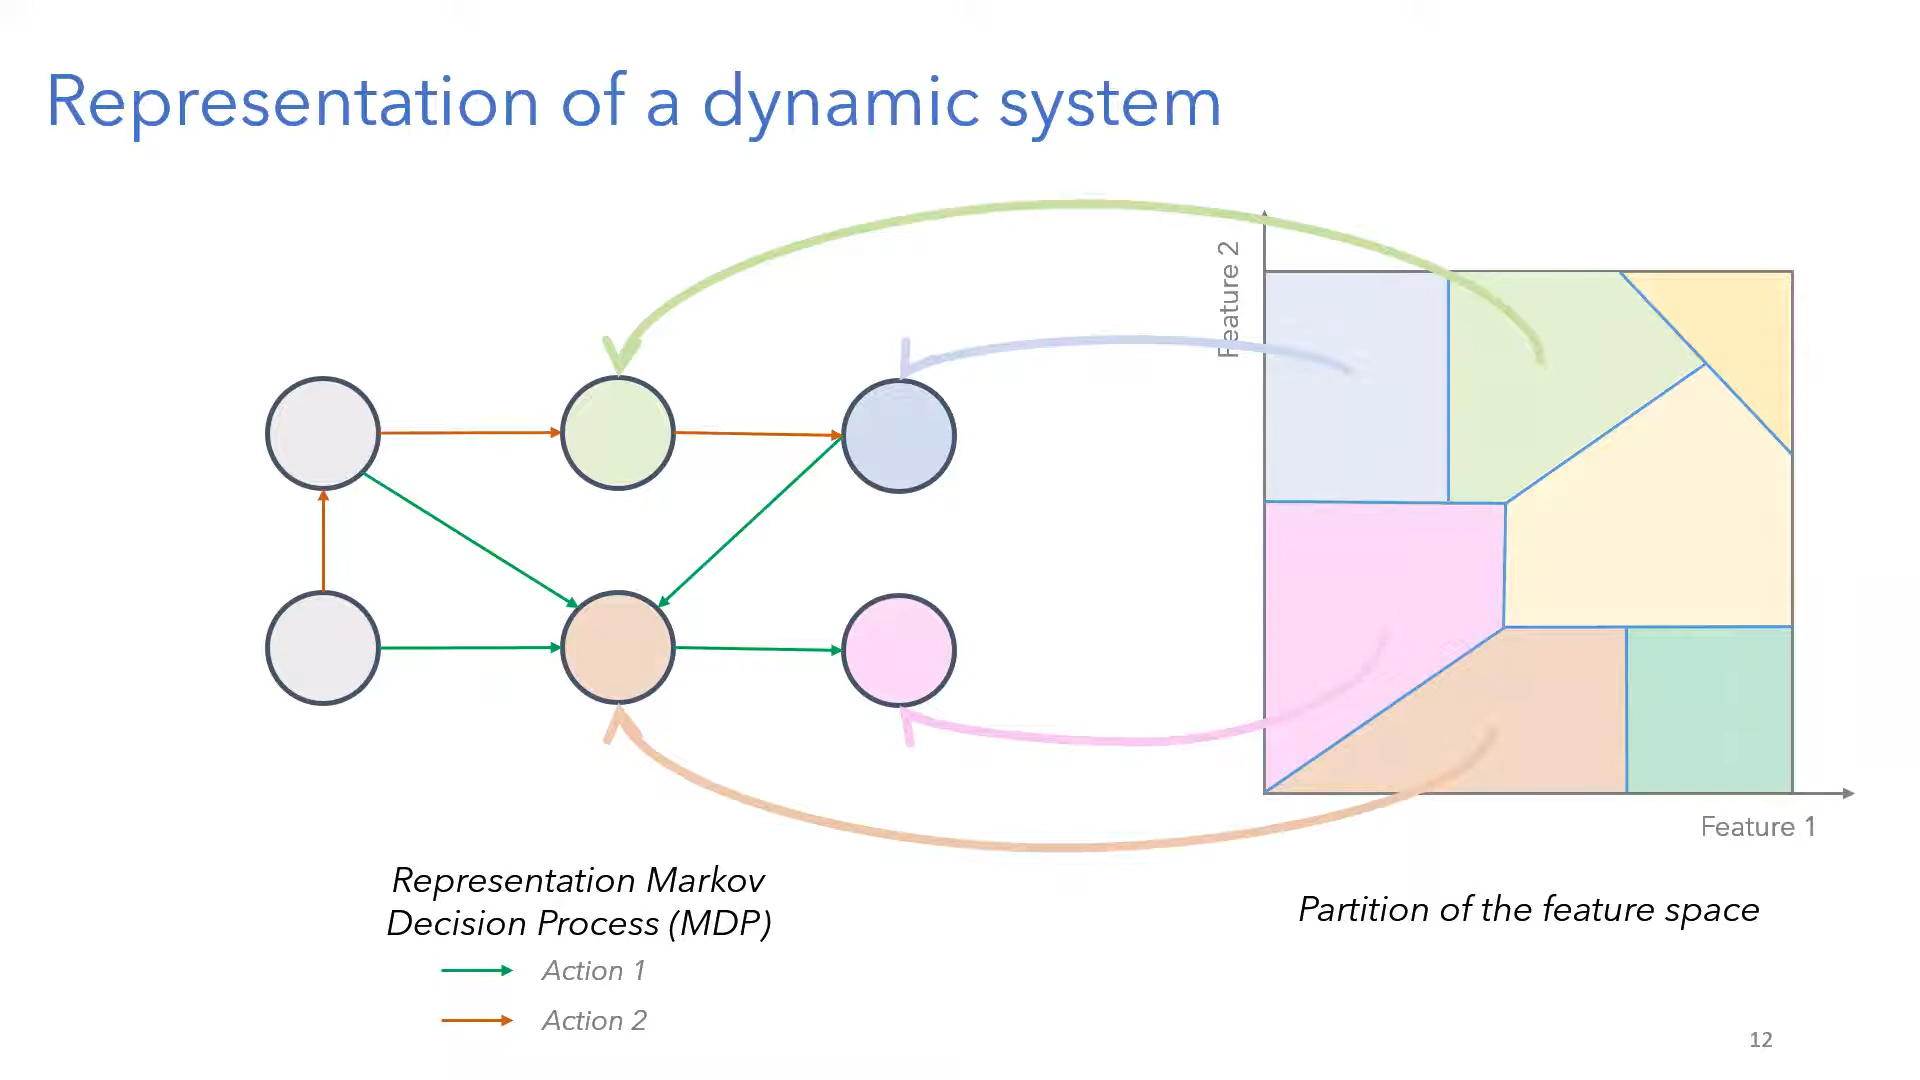 Representation of a dynamic system
Feature 2
Feature 1
Representation Markov
Decision Process (MDP)
Action 1
Action 2
Partition of the feature space
12